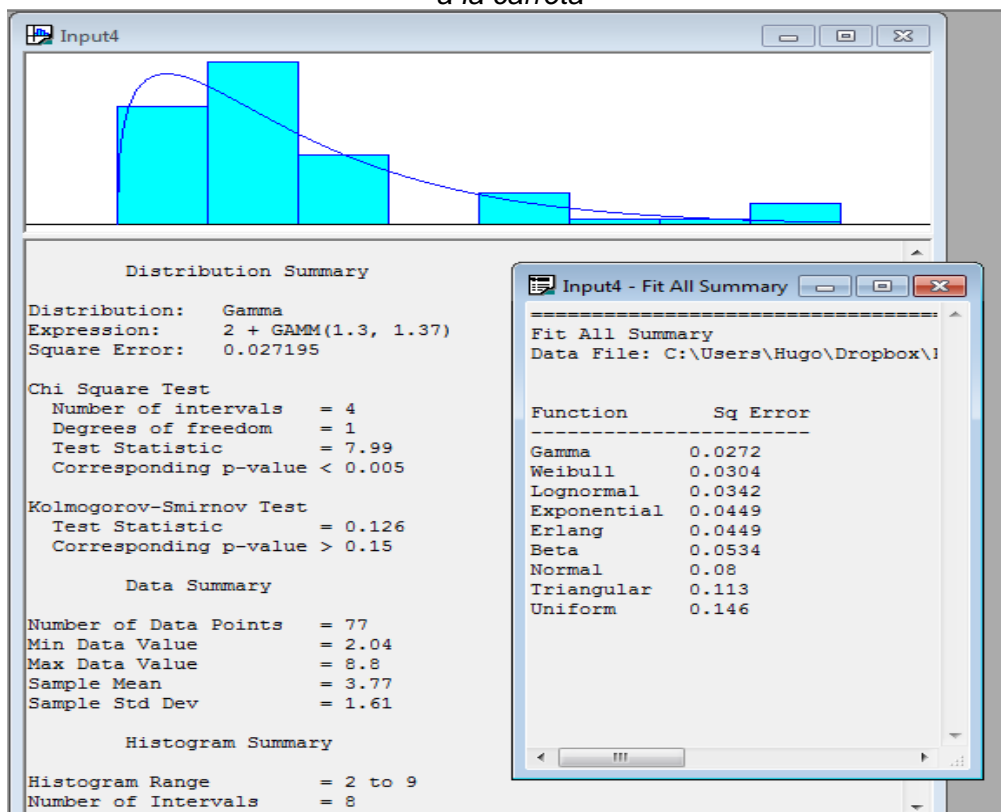 a la carreta
Input4
Distribution Summary
Distribution: Gamma
Expression: 2 + GAMM(1.3, 1.37)
Square Error: 0.027195
Chi Square Test
Number of intervals = 4
Degrees of freedom = 1
Test Statistic = 7.99
Corresponding p-value < 0.005
Kolmogorov-Smirnov Test
Test Statistic = 0.126
Corresponding p-value > 0.15
Data Summary
Number of Data Points = 77
Min Data Value = 2.04
Max Data Value = 8.8
Sample Mean = 3.77
Sample Std Dev = 1.61
Histogram Summary
Histogram Range = 2 to 9
Number of Intervals = 8
Input4 - Fit All Summary
Fit All Summary
Data File: C:\Users\Hugo\Dropbox\
Function Sq Error
Gamma 0.0272
Weibull 0.0304
Lognormal 0.0342
Exponential 0.0449
Erlang 0.0449
Beta 0.0534
Normal 0.08
Triangular 0.113
Uniform 0.146